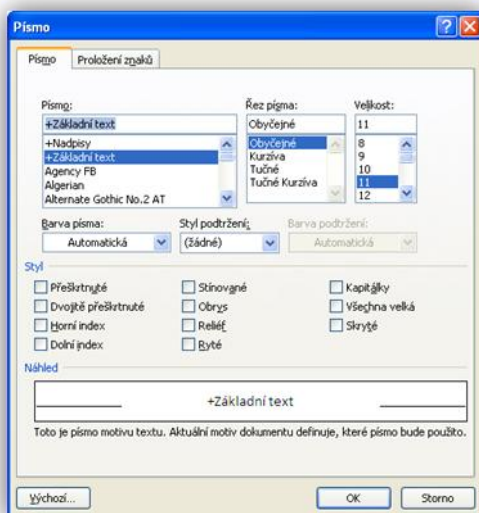 Písmo
Písmo Proložení znaků
Písmo: Řez písma: Velikost:
+Základní text Obyčejné 11
+Nadpisy Obyčejné 8
+Základní text Kurzíva 9
Agency FB Tučné 10
Algerian Tučné Kurzíva 11
Alternate Gothic No.2 AT 12
Barva písma: Styl podtržení: Barva podtržení:
Automatická (žádné) Automatická
Styl
Přeškrtnuté Stínované Kapitálky
Dvojitě přeškrtnuté Obrys Všechna velká
Horní index Reliéf Skryté
Dolní index Ryté
Náhled
+Základní text
Toto je písmo motivu textu. Aktuální motiv dokumentu definuje, které písmo bude použito.
Výchozí... OK Storno